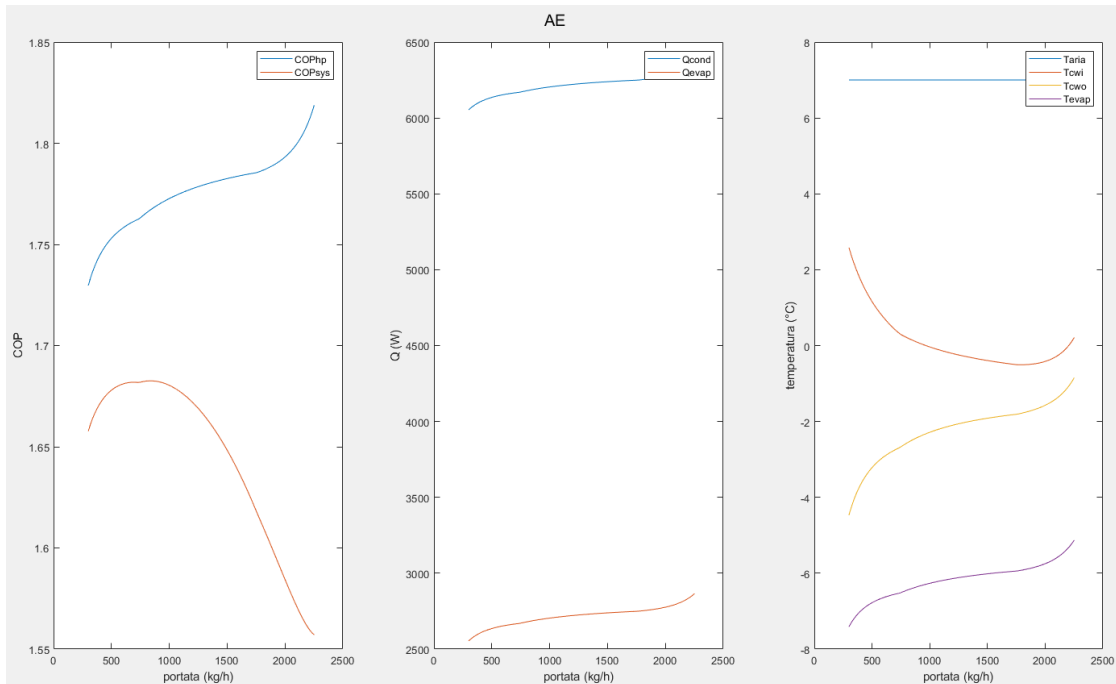 AE
COP
1.85
1.8
1.75
1.7
1.65
1.6
1.55
0
500
1000
1500
2000
2500
portata (kg/h)
COPhp
COPsys
Q (W)
6500
6000
5500
5000
4500
4000
3500
3000
2500
0
500
1000
1500
2000
2500
portata (kg/h)
Qcond
Qevap
temperatura (°C)
8
6
4
2
0
-2
-4
-6
-8
0
500
1000
1500
2000
2500
portata (kg/h)
Taria
Tcwi
Tcwo
Tevap